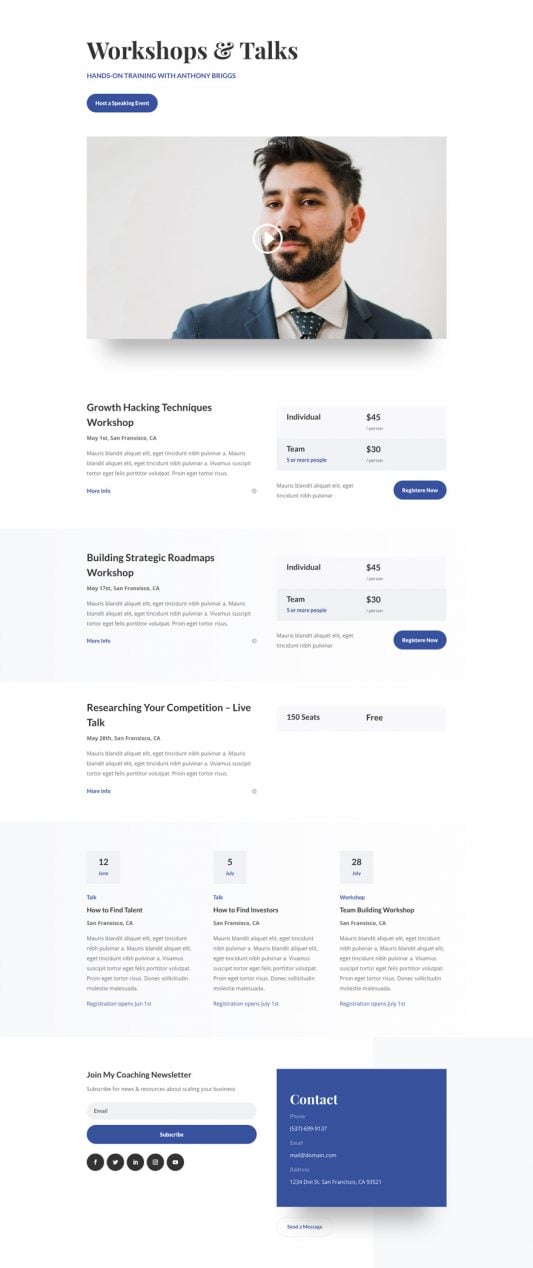 Workshops & Talks
HANDS-ON TRAINING WITH ANTHONY BRIGGS
Host a Speaking Event
Growth Hacking Techniques
Workshop
May 1st, San Fransisco, CA
Mauris blandit aliquet elit, eget tincidunt nibh pulvinar a. Mauris
blandit aliquet elit, eget tincidunt nibh pulvinar a. Vivamus suscipit
tortor eget felis porttitor volutpat. Proin eget tortor risus.
More Info
Individual
$45
/ person
Team
$30
5 or more people
/ person
Mauris blandit aliquet elit, eget
tincidunt nibh pulvinar
Registere Now
Building Strategic Roadmaps
Workshop
May 17st, San Fransisco, CA
Mauris blandit aliquet elit, eget tincidunt nibh pulvinar a. Mauris
blandit aliquet elit, eget tincidunt nibh pulvinar a. Vivamus suscipit
tortor eget felis porttitor volutpat. Proin eget tortor risus.
More Info
Individual
$45
/ person
Team
$30
5 or more people
/ person
Mauris blandit aliquet elit, eget
tincidunt nibh pulvinar
Registere Now
Researching Your Competition – Live
Talk
May 28th, San Fransisco, CA
Mauris blandit aliquet elit, eget tincidunt nibh pulvinar a. Mauris
blandit aliquet elit, eget tincidunt nibh pulvinar a. Vivamus suscipit
tortor eget felis porttitor volutpat. Proin eget tortor risus.
More Info
150 Seats
Free
12
June
Talk
How to Find Talent
San Fransisco, CA
Mauris blandit aliquet elit, eget tincidunt
nibh pulvinar a. Mauris blandit aliquet elit,
eget tincidunt nibh pulvinar a. Vivamus
suscipit tortor eget felis porttitor volutpat.
Proin eget tortor risus. Donec sollicitudin
molestie malesuada.
Registration opens Jun 1st
5
July
Talk
How to Find Investors
San Fransisco, CA
Mauris blandit aliquet elit, eget tincidunt
nibh pulvinar a. Mauris blandit aliquet elit,
eget tincidunt nibh pulvinar a. Vivamus
suscipit tortor eget felis porttitor volutpat.
Proin eget tortor risus. Donec sollicitudin
molestie malesuada.
Registration opens July 1st
28
July
Workshop
Team Building Workshop
San Fransisco, CA
Mauris blandit aliquet elit, eget tincidunt
nibh pulvinar a. Mauris blandit aliquet elit,
eget tincidunt nibh pulvinar a. Vivamus
suscipit tortor eget felis porttitor volutpat.
Proin eget tortor risus. Donec sollicitudin
molestie malesuada.
Registration opens July 1st
Join My Coaching Newsletter
Subscribe for news & resources about scaling your business
Email
Subscribe
Contact
Phone
(537)-699-9137
Email
mail@domain.com
Address
1234 Divi St. San Francisco, CA 93521
Send a Message